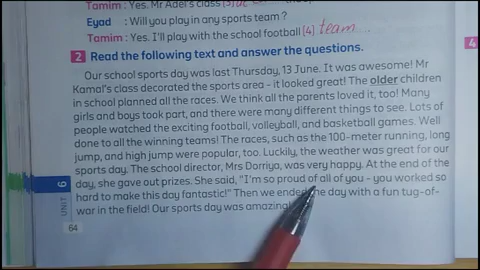 Tamim : Yes. Mr Adel's class [3]
Eyad : Will you play in any sports team ?
Tamim : Yes. I'll play with the school football [4] team
2 Read the following text and answer the questions.
Our school sports day was last Thursday, 13 June. It was awesome! Mr
Kamal's class decorated the sports area - it looked great! The older children
in school planned all the races. We think all the parents loved it, too! Many
girls and boys took part, and there were many different things to see. Lots of
people watched the exciting football, volleyball, and basketball games. Well
done to all the winning teams! The races, such as the 100-meter running, long
jump, and high jump were popular, too. Luckily, the weather was great for our
sports day. The school director, Mrs Dorriya, was very happy. At the end of the
day, she gave out prizes. She said, "I'm so proud of all of you - you worked so
hard to make this day fantastic!" Then we ended the day with a fun tug-of-
war in the field! Our sports day was amazing!
UNIT 6
64
4